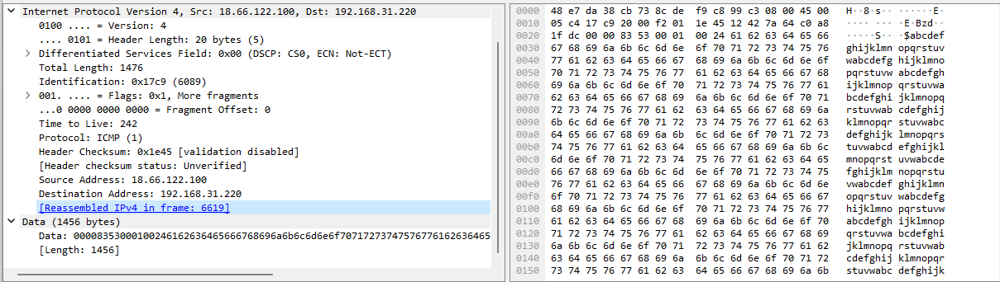 Internet Protocol Version 4, Src: 18.66.122.100, Dst: 192.168.31.220
0100 .... = Version: 4
.... 0101 = Header Length: 20 bytes (5)
Differentiated Services Field: 0x00 (DSCP: CS0, ECN: Not-ECT)
Total Length: 1476
Identification: 0x17c9 (6089)
001. .... = Flags: 0x1, More fragments
...0 0000 0000 0000 = Fragment Offset: 0
Time to Live: 242
Protocol: ICMP (1)
Header Checksum: 0x1e45 [validation disabled]
[Header checksum status: Unverified]
Source Address: 18.66.122.100
Destination Address: 192.168.31.220
[Reassembled IPv4 in frame: 6619]
Data (1456 bytes)
Data: 00008353000100246162636465666768696a6b6c6d6e6f70717273747576776162636465
[Length: 1456]
0000 48 e7 da 38 cb 73 8c de f9 c8 99 c3 08 00 45 00 H··8·s·· ······E·
0010 05 c4 17 c9 20 00 f2 01 1e 45 12 42 7a 64 c0 a8 ···· ··· ·E·Bzd··
0020 1f dc 00 00 83 53 00 01 00 24 61 62 63 64 65 66 ·····S·· ·$abcdef
0030 67 68 69 6a 6b 6c 6d 6e 6f 70 71 72 73 74 75 76 ghijklmn opqrstuv
0040 77 61 62 63 64 65 66 67 68 69 6a 6b 6c 6d 6e 6f wabcdefg hijklmno
0050 70 71 72 73 74 75 76 77 61 62 63 64 65 66 67 68 pqrstuvw abcdefgh
0060 69 6a 6b 6c 6d 6e 6f 70 71 72 73 74 75 76 77 61 ijklmnop qrstuvwa
0070 62 63 64 65 66 67 68 69 6a 6b 6c 6d 6e 6f 70 71 bcdefghi jklmnopq
0080 72 73 74 75 76 77 61 62 63 64 65 66 67 68 69 6a rstuvwab cdefghij
0090 6b 6c 6d 6e 6f 70 71 72 73 74 75 76 77 61 62 63 klmnopqr stuvwabc
00a0 64 65 66 67 68 69 6a 6b 6c 6d 6e 6f 70 71 72 73 defghijk lmnopqrs
00b0 74 75 76 77 61 62 63 64 65 66 67 68 69 6a 6b 6c tuvwabcd efghijkl
00c0 6d 6e 6f 70 71 72 73 74 75 76 77 61 62 63 64 65 mnopqrst uvwabcde
00d0 66 67 68 69 6a 6b 6c 6d 6e 6f 70 71 72 73 74 75 fghijklm nopqrstu
00e0 76 77 61 62 63 64 65 66 67 68 69 6a 6b 6c 6d 6e vwabcdef ghijklmn
00f0 6f 70 71 72 73 74 75 76 77 61 62 63 64 65 66 67 opqrstuv wabcdefg
0100 68 69 6a 6b 6c 6d 6e 6f 70 71 72 73 74 75 76 77 hijklmno pqrstuvw
0110 61 62 63 64 65 66 67 68 69 6a 6b 6c 6d 6e 6f 70 abcdefgh ijklmnop
0120 71 72 73 74 75 76 77 61 62 63 64 65 66 67 68 69 qrstuvwa bcdefghi
0130 6a 6b 6c 6d 6e 6f 70 71 72 73 74 75 76 77 61 62 jklmnopq rstuvwab
0140 63 64 65 66 67 68 69 6a 6b 6c 6d 6e 6f 70 71 72 cdefghij klmnopqr
0150 73 74 75 76 77 61 62 63 64 65 66 67 68 69 6a 6b stuvwabc defghijk